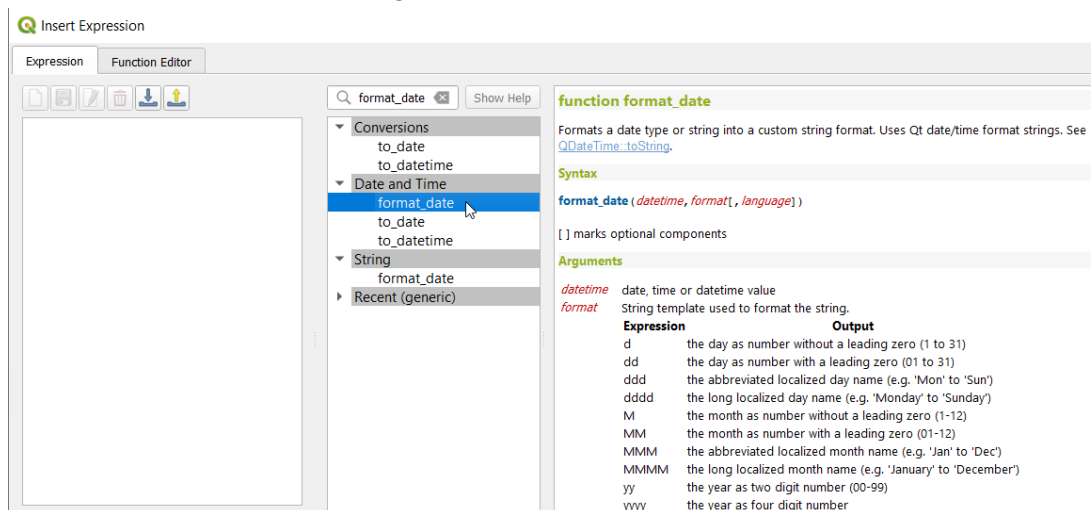 Insert Expression
Expression
Function Editor
format_date
Show Help
Conversions
to_date
to_datetime
Date and Time
format_date
to_date
to_datetime
String
format_date
Recent (generic)
function format_date
Formats a date type or string into a custom string format. Uses Qt date/time format strings. See
QDateTime::toString.
Syntax
format_date(datetime,format[,language])
[ ] marks optional components
Arguments
datetime date, time or datetime value
format String template used to format the string.
Expression Output
d the day as number without a leading zero (1 to 31)
dd the day as number with a leading zero (01 to 31)
ddd the abbreviated localized day name (e.g. 'Mon' to 'Sun')
dddd the long localized day name (e.g. 'Monday' to 'Sunday')
M the month as number without a leading zero (1-12)
MM the month as number with a leading zero (01-12)
MMM the abbreviated localized month name (e.g. 'Jan' to 'Dec')
MMMM the long localized month name (e.g. 'January' to 'December')
yy the year as two digit number (00-99)
yyyy the year as four digit number